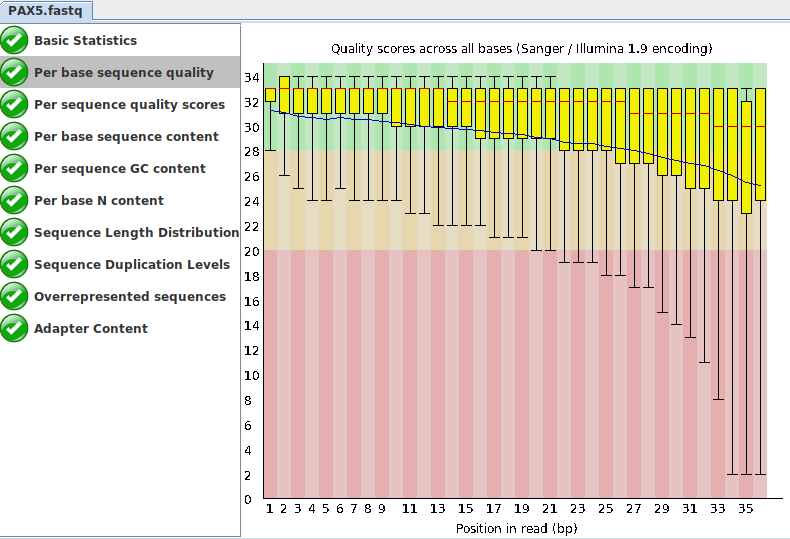 PAX5.fastq
Basic Statistics
Per base sequence quality
Per sequence quality scores
Per base sequence content
Per sequence GC content
Per base N content
Sequence Length Distribution
Sequence Duplication Levels
Overrepresented sequences
Adapter Content
Quality scores across all bases (Sanger / Illumina 1.9 encoding)
34
32
30
28
26
24
22
20
18
16
14
12
10
8
6
4
2
0
1 2 3 4 5 6 7 8 9 11 13 15 17 19 21 23 25 27 29 31 33 35
Position in read (bp)